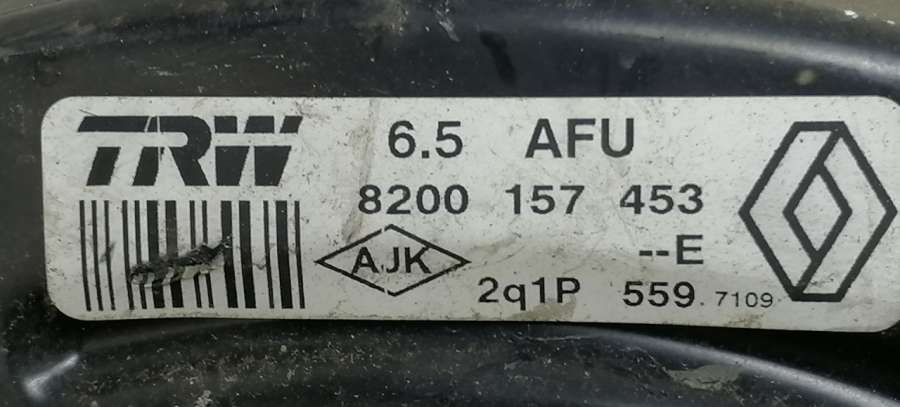 TRW 6.5 AFU
8200 157 453
AJK --E
2q1P 559.7109